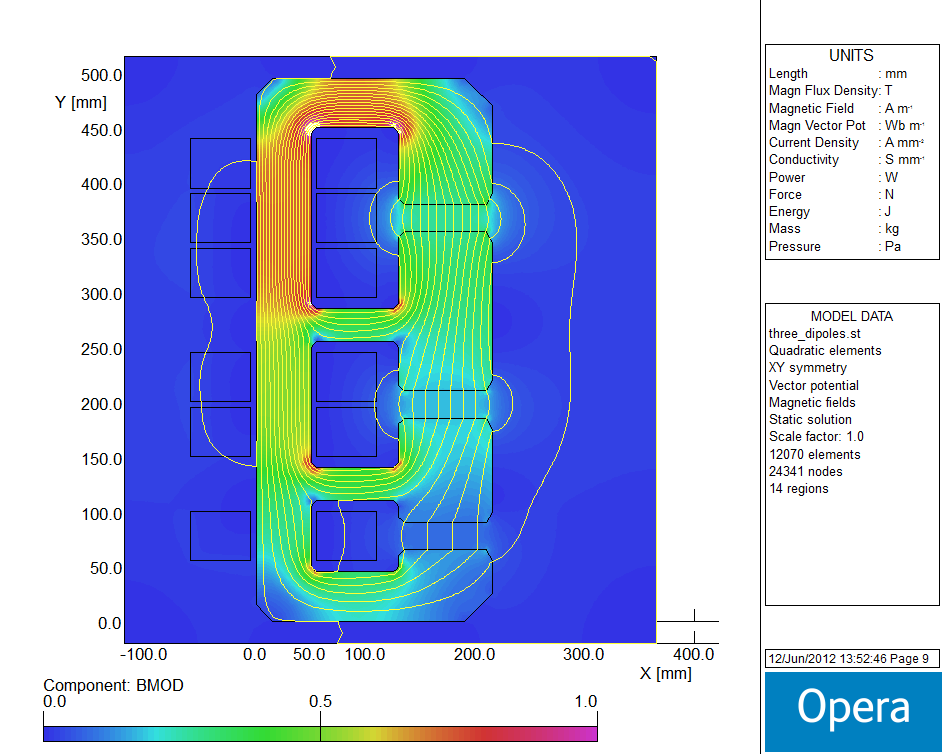 500.0
Y [mm]
450.0
400.0
350.0
300.0
250.0
200.0
150.0
100.0
50.0
0.0
-100.0 0.0 50.0 100.0 200.0 300.0 400.0
X [mm]
Component: BMOD
0.0 0.5 1.0
UNITS
Length : mm
Magn Flux Density: T
Magnetic Field : A m⁻¹
Magn Vector Pot : Wb m⁻¹
Current Density : A mm⁻²
Conductivity : S mm⁻¹
Power : W
Force : N
Energy : J
Mass : kg
Pressure : Pa
MODEL DATA
three_dipoles.st
Quadratic elements
XY symmetry
Vector potential
Magnetic fields
Static solution
Scale factor: 1.0
12070 elements
24341 nodes
14 regions
12/Jun/2012 13:52:46 Page 9
Opera